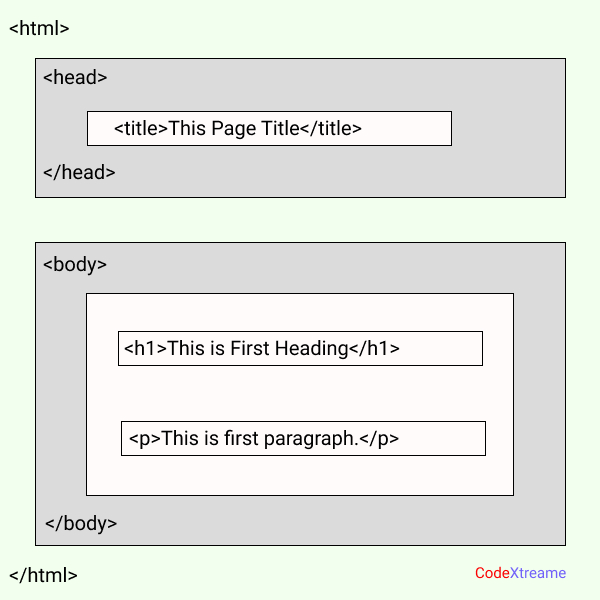 <html>
<head>
<title>This Page Title</title>
</head>
<body>
<h1>This is First Heading</h1>
<p>This is first paragraph.</p>
</body>
</html>
CodeXtreame